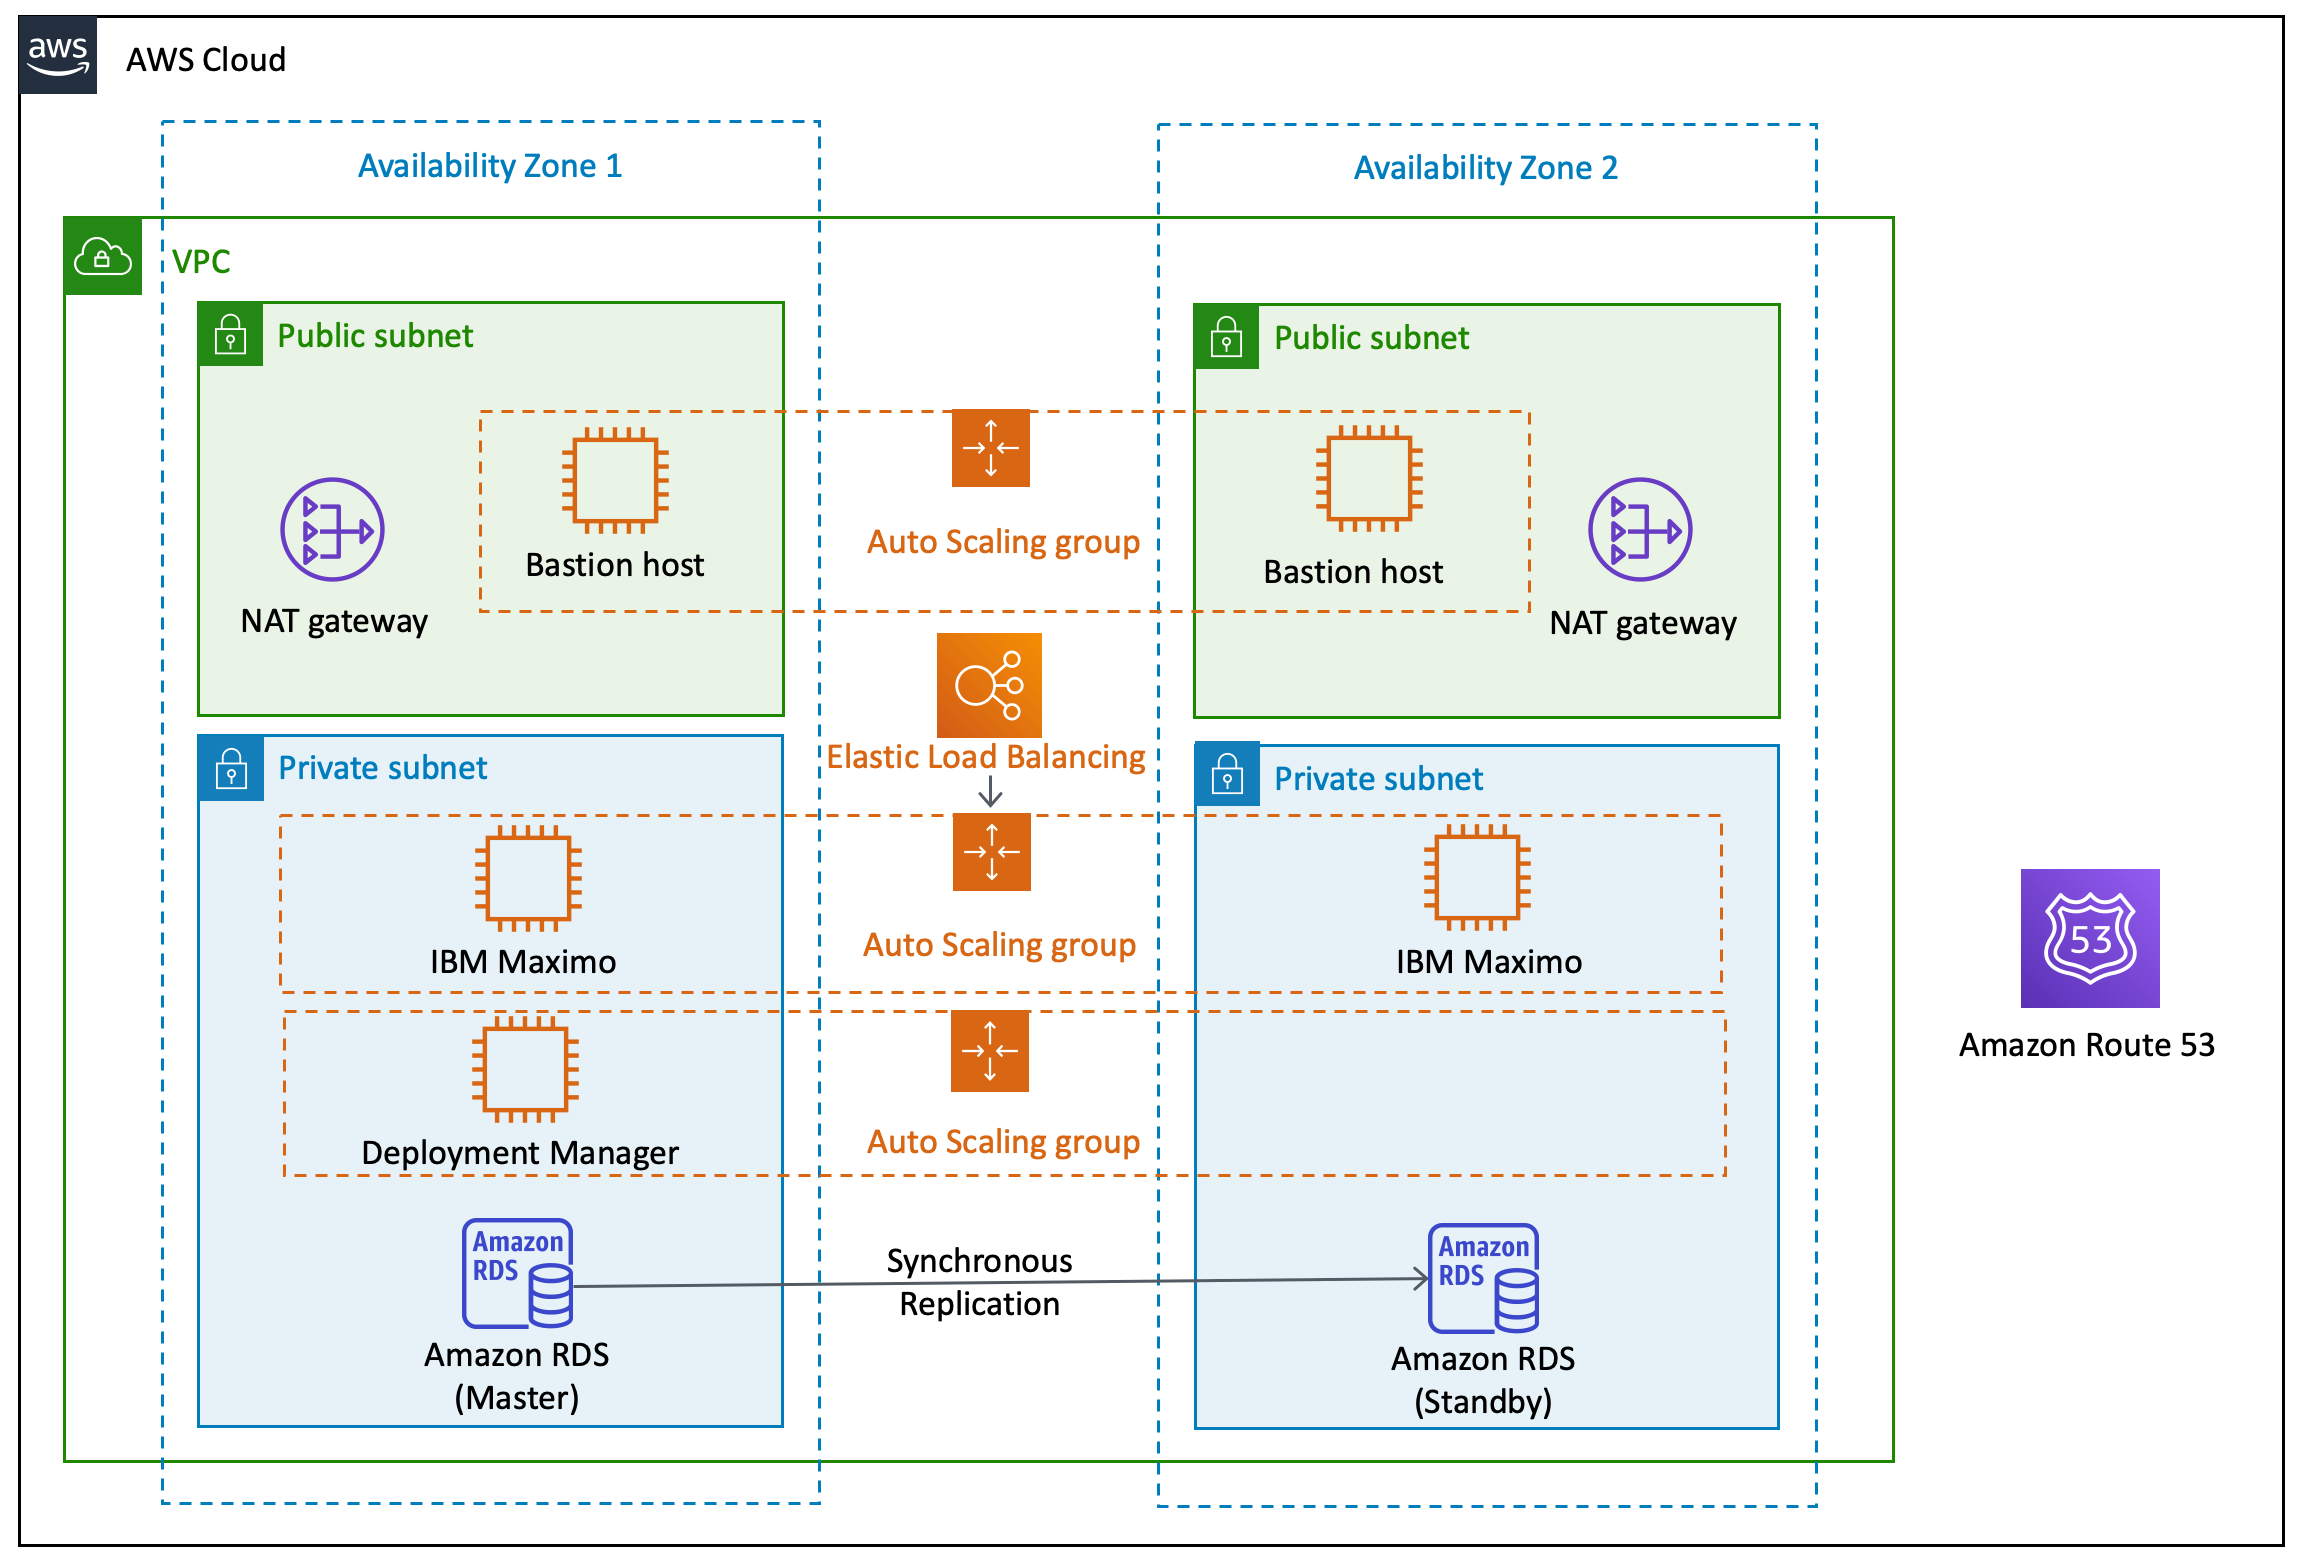 aws
AWS Cloud
Availability Zone 1
Availability Zone 2
VPC
Public subnet
Public subnet
Bastion host
Auto Scaling group
Bastion host
NAT gateway
NAT gateway
Elastic Load Balancing
Private subnet
Private subnet
IBM Maximo
Auto Scaling group
IBM Maximo
53
Amazon Route 53
Deployment Manager
Auto Scaling group
Amazon
RDS
Synchronous
Replication
Amazon
RDS
Amazon RDS
(Master)
Amazon RDS
(Standby)